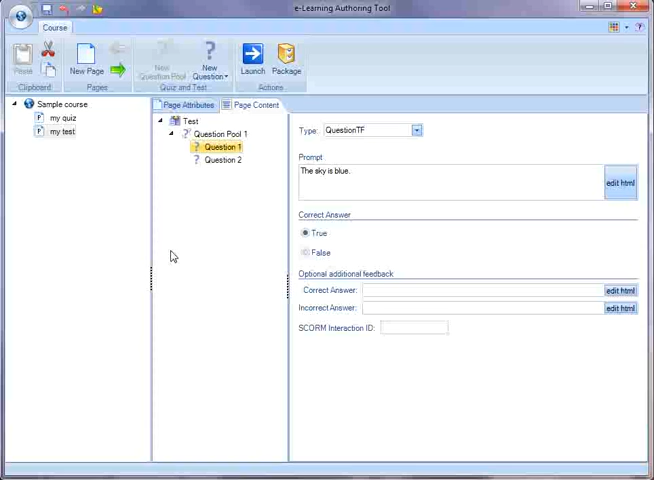 e-Learning Authoring Tool
Course
Paste
New Page
New Question Pool
New Question
Launch
Package
Clipboard
Pages
Quiz and Test
Actions
Sample course
my quiz
my test
Page Attributes
Page Content
Test
Question Pool 1
Question 1
Question 2
Type: QuestionTF
Prompt
The sky is blue.
edit html
Correct Answer
True
False
Optional additional feedback
Correct Answer: edit html
Incorrect Answer: edit html
SCORM Interaction ID: